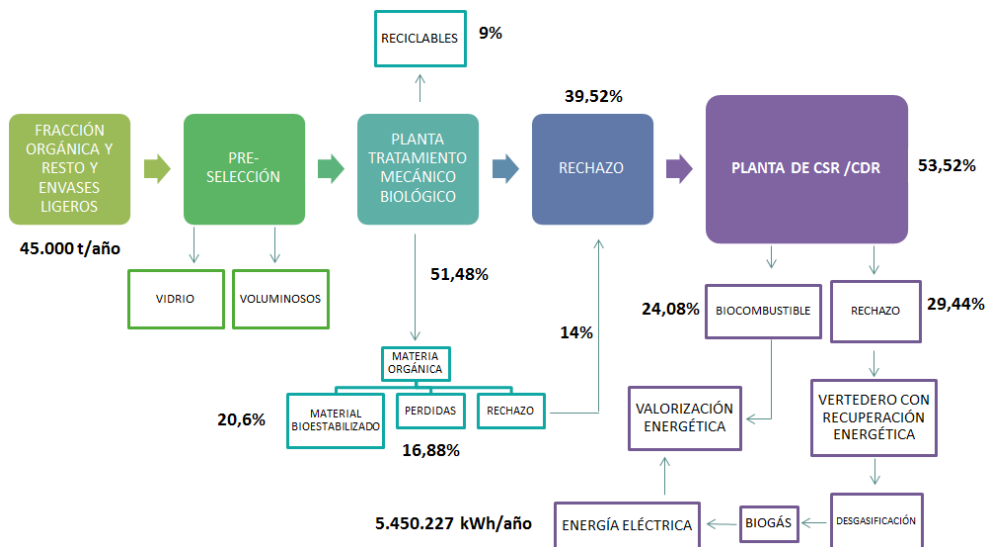 RECICLABLES
9%
39,52%
FRACCIÓN
ORGÁNICA Y
RESTO Y
ENVASES
LIGEROS
PRE-
SELECCIÓN
PLANTA
TRATAMIENTO
MECÁNICO
BIOLÓGICO
RECHAZO
PLANTA DE CSR /CDR
53,52%
45.000 t/año
VIDRIO
VOLUMINOSOS
51,48%
24,08%
BIOCOMBUSTIBLE
RECHAZO
29,44%
14%
MATERIA
ORGÁNICA
20,6%
MATERIAL
BIOESTABILIZADO
PERDIDAS
RECHAZO
16,88%
VALORIZACIÓN
ENERGÉTICA
VERTEDERO CON
RECUPERACIÓN
ENERGÉTICA
5.450.227 kWh/año
ENERGÍA ELÉCTRICA
BIOGÁS
DESGASIFICACIÓN